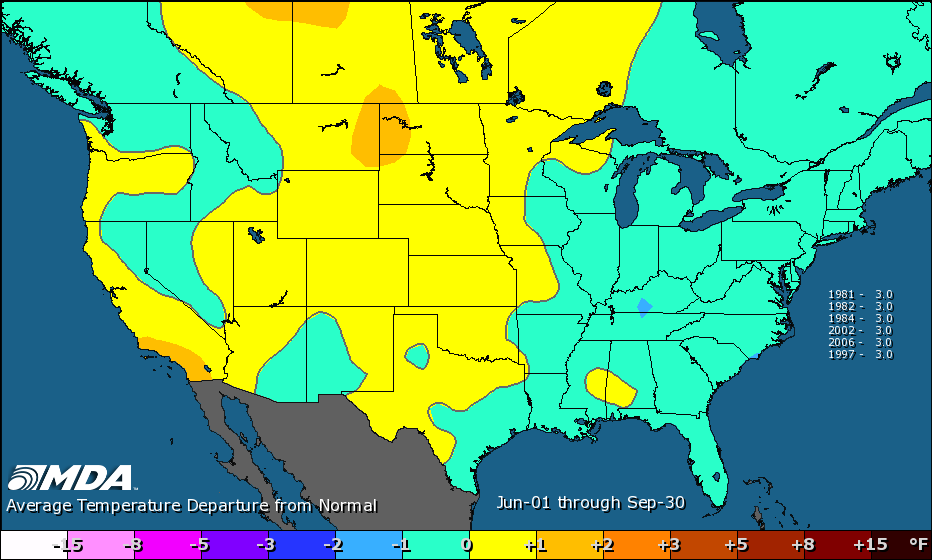 1981 - 3.0
1982 - 3.0
1984 - 3.0
2002 - 3.0
2006 - 3.0
1997 - 3.0
MDA
Average Temperature Departure from Normal
Jun-01 through Sep-30
-15 -8 -5 -3 -2 -1 0 +1 +2 +3 +5 +8 +15 °F